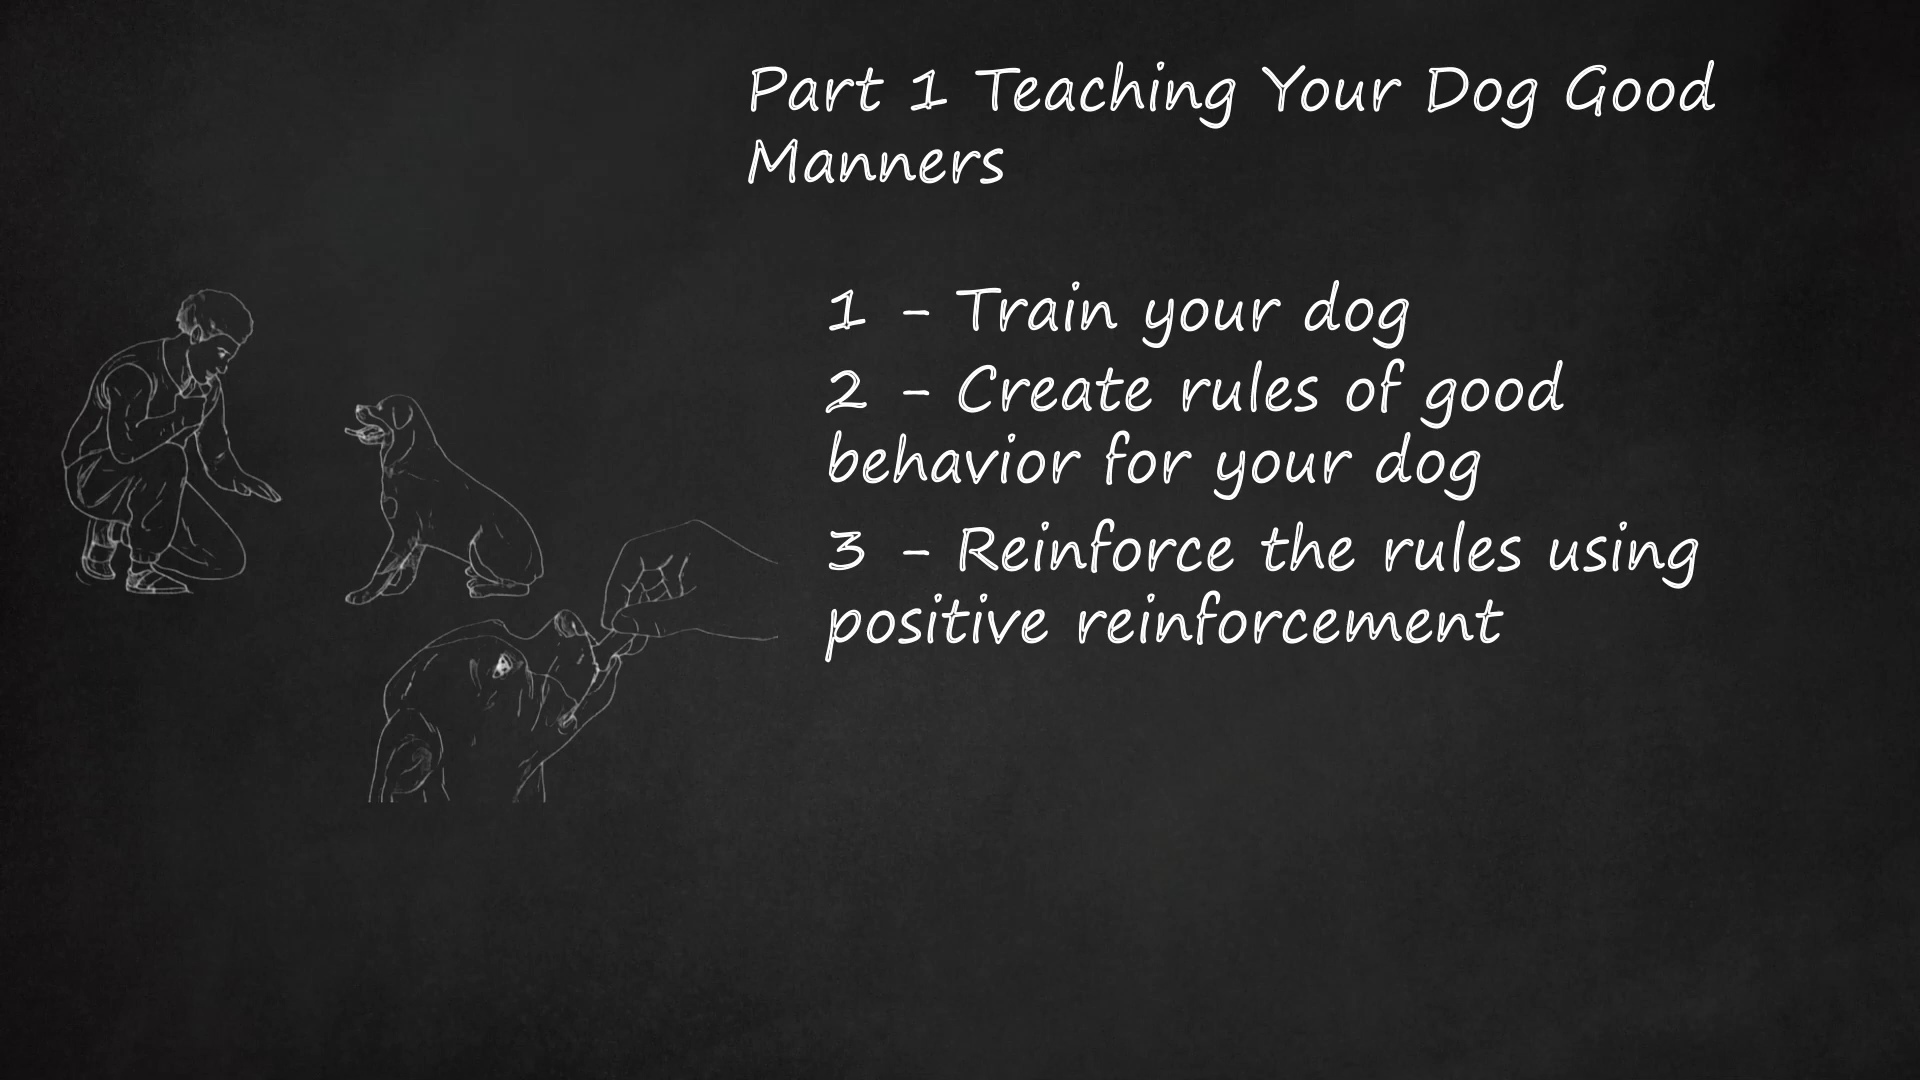 Part 1 Teaching Your Dog Good
Manners
1 - Train your dog
2 - Create rules of good
behavior for your dog
3 - Reinforce the rules using
positive reinforcement